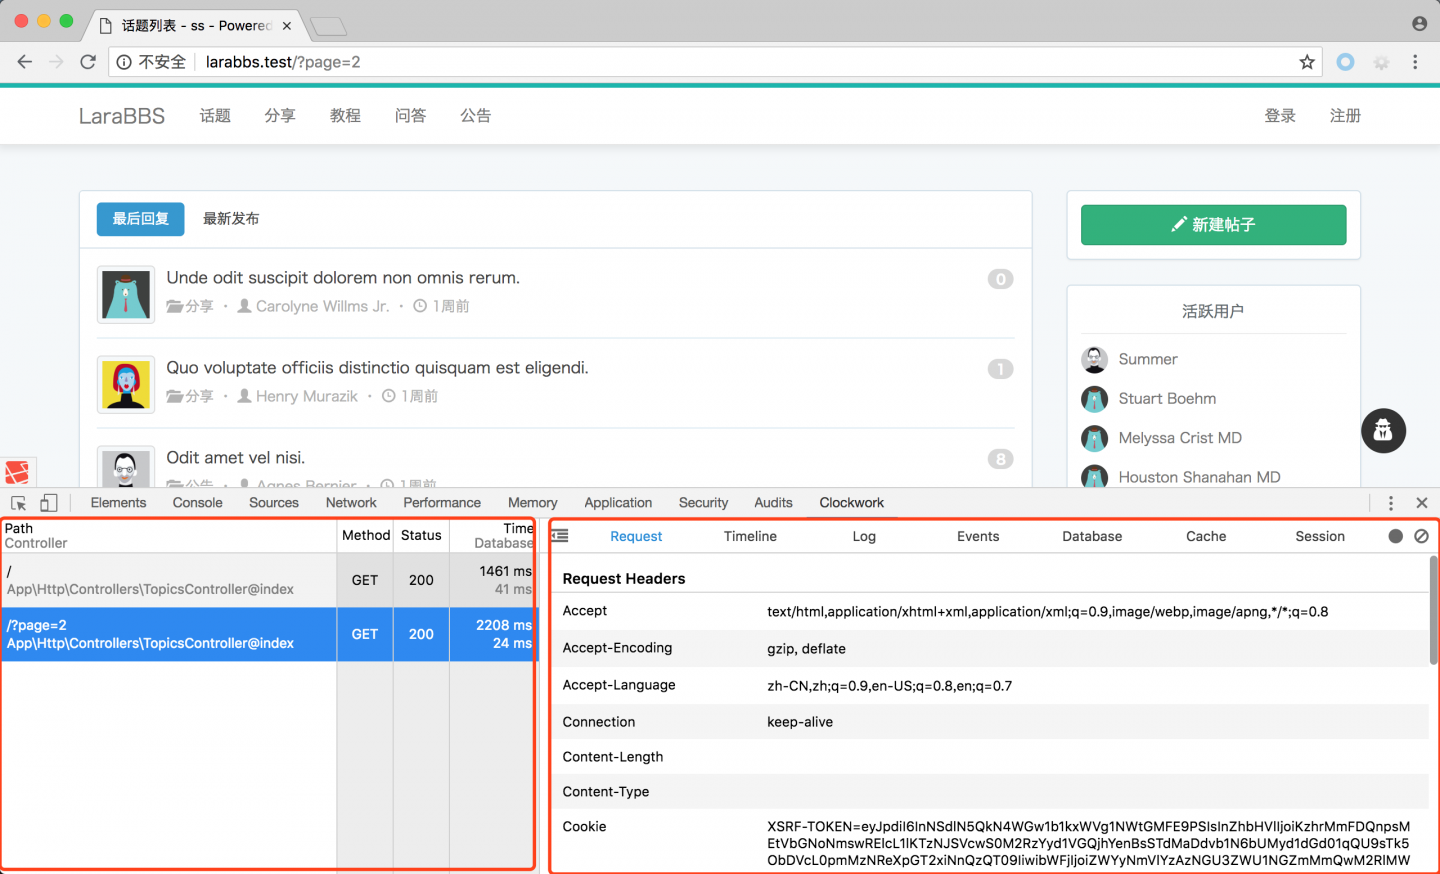 话题列表 - ss - Powered
不安全 larabbs.test/?page=2
LaraBBS 话题 分享 教程 问答 公告 登录 注册
最后回复 最新发布
新建帖子
Unde odit suscipit dolorem non omnis rerum.
0
分享 · Carolyne Willms Jr. · 1周前
活跃用户
Summer
Quo voluptate officiis distinctio quisquam est eligendi.
1
分享 · Henry Murazik · 1周前
Stuart Boehm
Melyssa Crist MD
Odit amet vel nisi.
8
Houston Shanahan MD
公告 · Agnes Bernier · 1周前
Elements Console Sources Network Performance Memory Application Security Audits Clockwork
Path
Controller
Method Status
Time
Database
/
App\Http\Controllers\TopicsController@index
GET 200
1461 ms
41 ms
/?page=2
App\Http\Controllers\TopicsController@index
GET 200
2208 ms
24 ms
Request Timeline Log Events Database Cache Session
Request Headers
Accept text/html,application/xhtml+xml,application/xml;q=0.9,image/webp,image/apng,*/*;q=0.8
Accept-Encoding gzip, deflate
Accept-Language zh-CN,zh;q=0.9,en-US;q=0.8,en;q=0.7
Connection keep-alive
Content-Length
Content-Type
Cookie